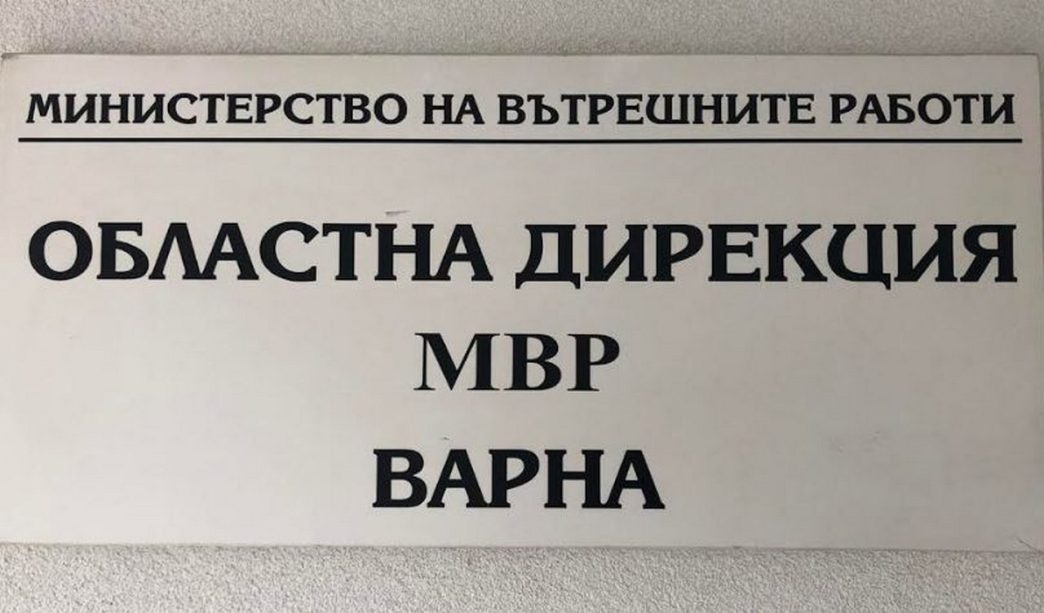 МИНИСТЕРСТВО НА ВЪТРЕШНИТЕ РАБОТИ
ОБЛАСТНА ДИРЕКЦИЯ
МВР
ВАРНА